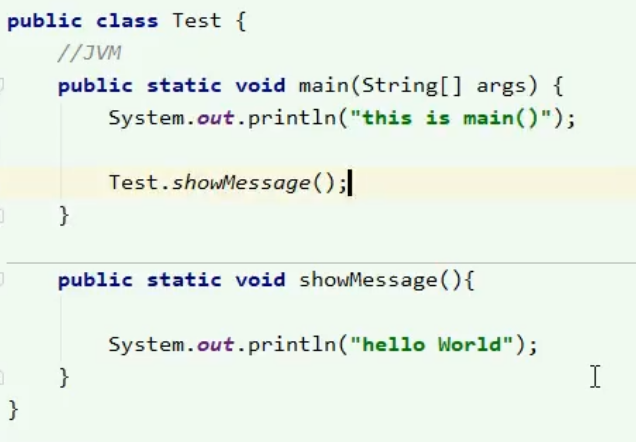 public class Test {
//JVM
public static void main(String[] args) {
System.out.println("this is main()");
Test.showMessage();
}
public static void showMessage(){
System.out.println("hello World");
}
}